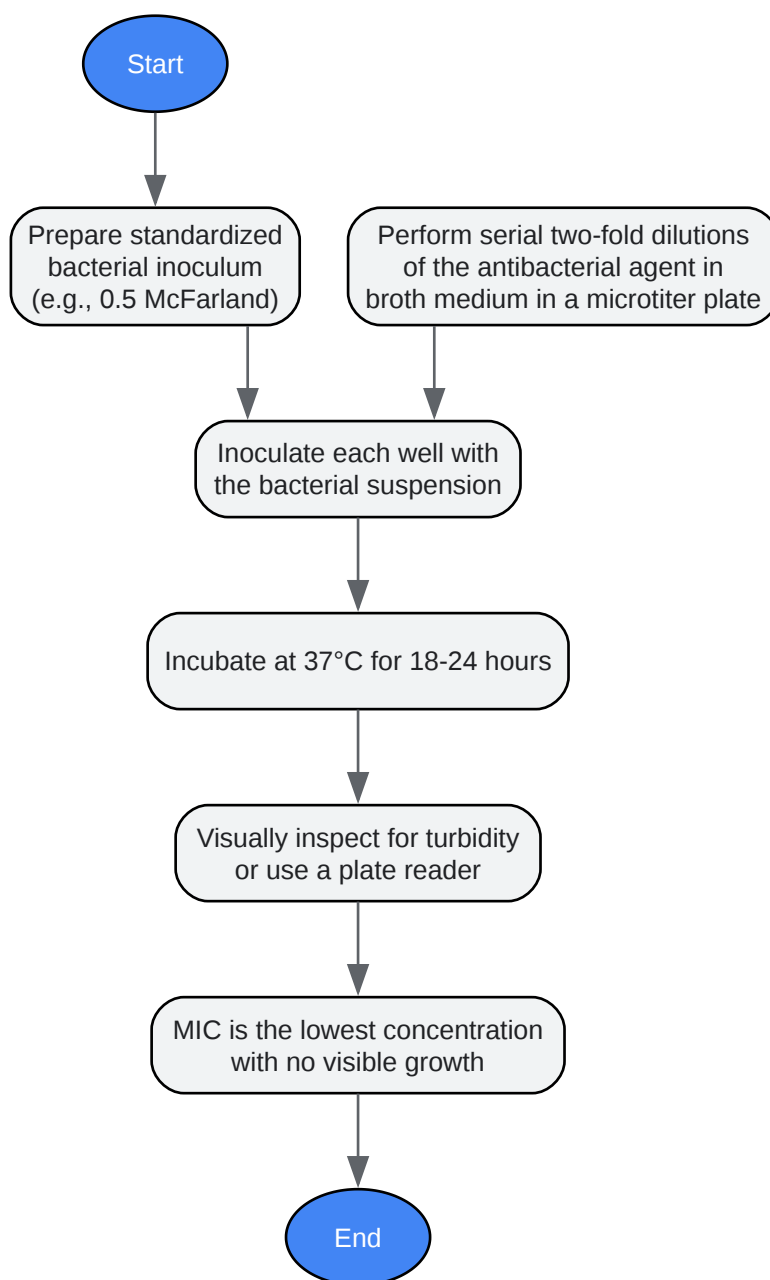 Start
Prepare standardized
bacterial inoculum
(e.g., 0.5 McFarland)
Perform serial two-fold dilutions
of the antibacterial agent in
broth medium in a microtiter plate
Inoculate each well with
the bacterial suspension
Incubate at 37°C for 18-24 hours
Visually inspect for turbidity
or use a plate reader
MIC is the lowest concentration
with no visible growth
End